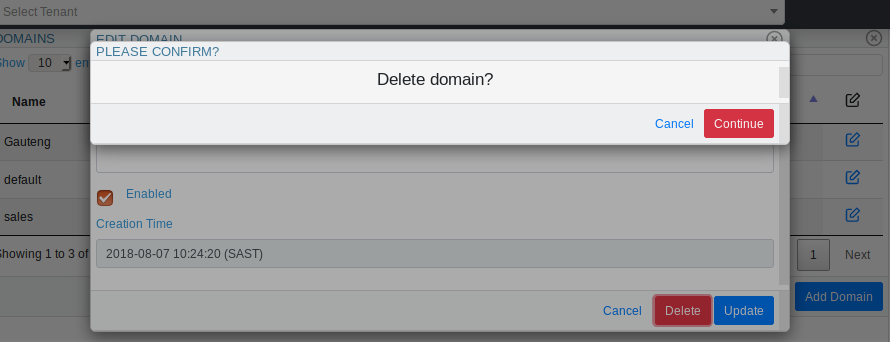 Select Tenant
DOMAINS
EDIT DOMAIN
PLEASE CONFIRM?
Show 10 en
Delete domain?
Name
Cancel Continue
Gauteng
default
Enabled
sales
Creation Time
Showing 1 to 3 of
2018-08-07 10:24:20 (SAST)
1 Next
Cancel Delete Update
Add Domain